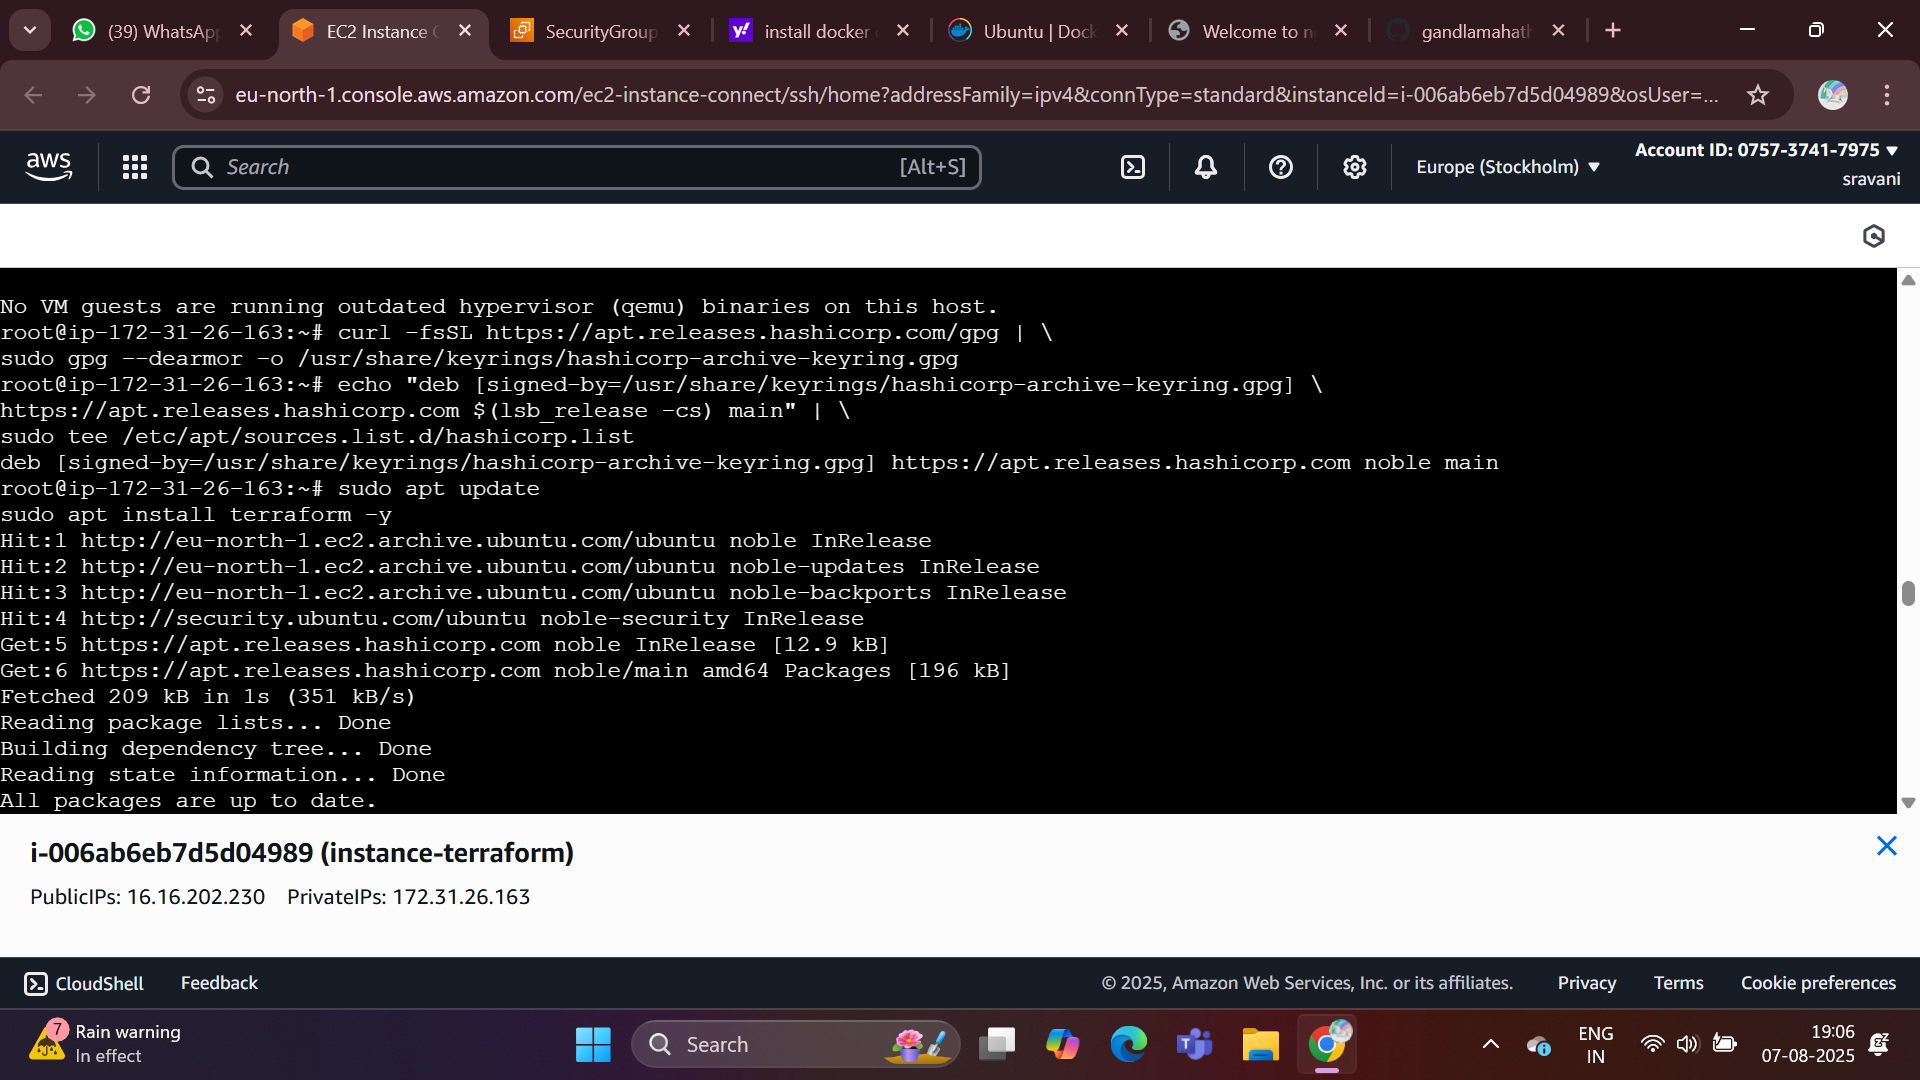 (39) WhatsApp
EC2 Instance
SecurityGroup
install docker
Ubuntu | Dock
Welcome to n
gandlamahath
eu-north-1.console.aws.amazon.com/ec2-instance-connect/ssh/home?addressFamily=ipv4&connType=standard&instanceId=i-006ab6eb7d5d04989&osUser=...
aws
Search
[Alt+S]
Europe (Stockholm)
Account ID: 0757-3741-7975
sravani
No VM guests are running outdated hypervisor (qemu) binaries on this host.
root@ip-172-31-26-163:~# curl -fsSL https://apt.releases.hashicorp.com/gpg | \
sudo gpg --dearmor -o /usr/share/keyrings/hashicorp-archive-keyring.gpg
root@ip-172-31-26-163:~# echo "deb [signed-by=/usr/share/keyrings/hashicorp-archive-keyring.gpg] \
https://apt.releases.hashicorp.com $(lsb_release -cs) main" | \
sudo tee /etc/apt/sources.list.d/hashicorp.list
deb [signed-by=/usr/share/keyrings/hashicorp-archive-keyring.gpg] https://apt.releases.hashicorp.com noble main
root@ip-172-31-26-163:~# sudo apt update
sudo apt install terraform -y
Hit:1 http://eu-north-1.ec2.archive.ubuntu.com/ubuntu noble InRelease
Hit:2 http://eu-north-1.ec2.archive.ubuntu.com/ubuntu noble-updates InRelease
Hit:3 http://eu-north-1.ec2.archive.ubuntu.com/ubuntu noble-backports InRelease
Hit:4 http://security.ubuntu.com/ubuntu noble-security InRelease
Get:5 https://apt.releases.hashicorp.com noble InRelease [12.9 kB]
Get:6 https://apt.releases.hashicorp.com noble/main amd64 Packages [196 kB]
Fetched 209 kB in 1s (351 kB/s)
Reading package lists... Done
Building dependency tree... Done
Reading state information... Done
All packages are up to date.
i-006ab6eb7d5d04989 (instance-terraform)
PublicIPs: 16.16.202.230 PrivateIPs: 172.31.26.163
CloudShell
Feedback
© 2025, Amazon Web Services, Inc. or its affiliates.
Privacy
Terms
Cookie preferences
7
Rain warning
In effect
Search
ENG
IN
19:06
07-08-2025